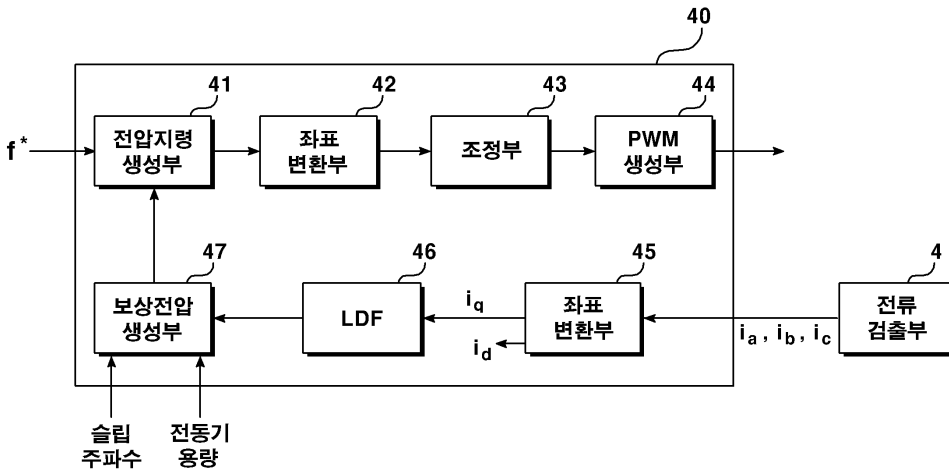 40
41
42
43
44
f*
전압지령
생성부
좌표
변환부
조정부
PWM
생성부
47
46
45
4
보상전압
생성부
LDF
iq
id
좌표
변환부
ia , ib , ic
전류
검출부
슬립
주파수
전동기
용량